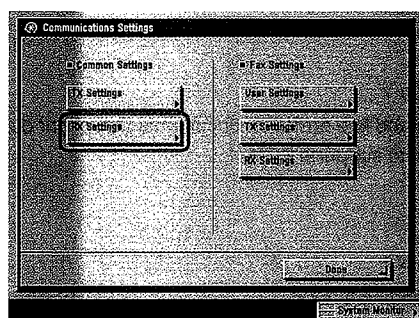 Communications Settings
Common Settings
TX Settings
RX Settings
Fax Settings
User Settings
TX Settings
RX Settings
Done
System Monitor